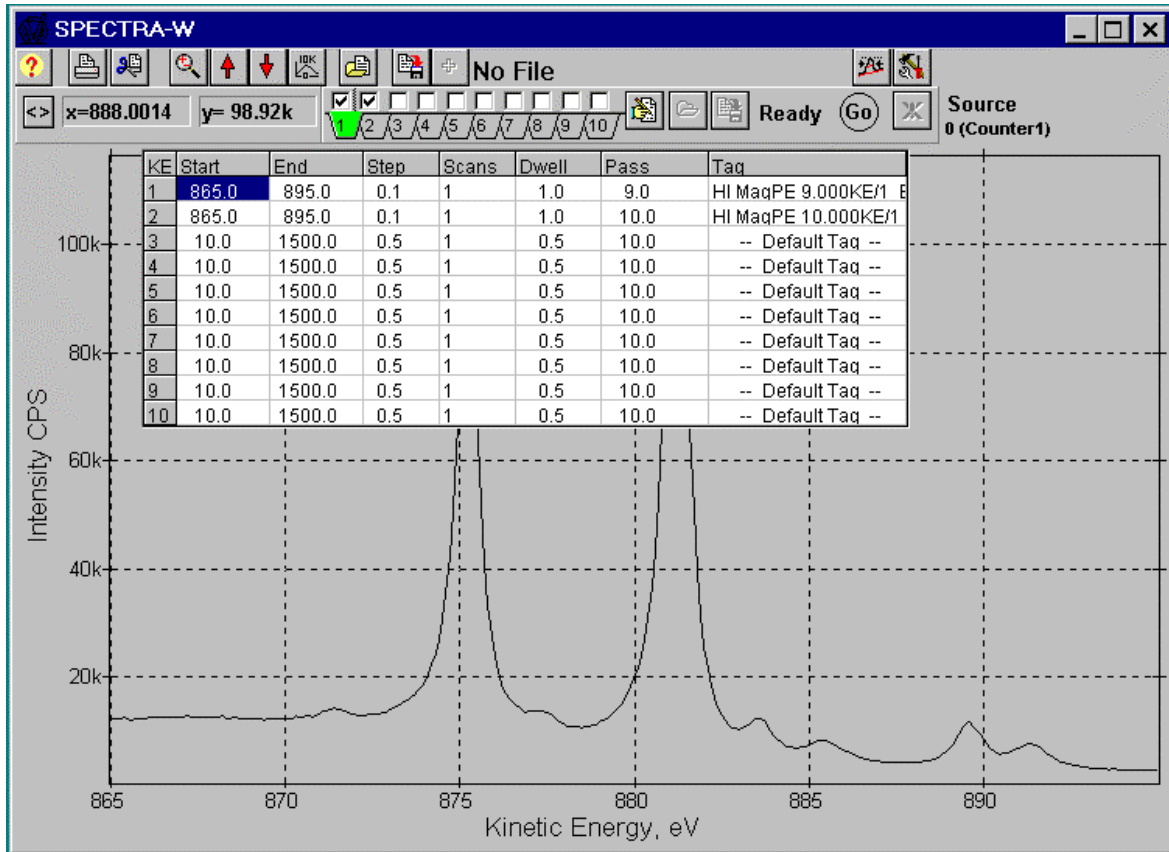 SPECTRA-W
No File
x=888.0014 y= 98.92k 1 2 3 4 5 6 7 8 9 10 Ready Go Source
0 (Counter1)
KE Start End Step Scans Dwell Pass Tag
1 865.0 895.0 0.1 1 1.0 9.0 HI MagPE 9.000KE/1 E
2 865.0 895.0 0.1 1 1.0 10.0 HI MagPE 10.000KE/1
3 10.0 1500.0 0.5 1 0.5 10.0 -- Default Tag --
4 10.0 1500.0 0.5 1 0.5 10.0 -- Default Tag --
5 10.0 1500.0 0.5 1 0.5 10.0 -- Default Tag --
6 10.0 1500.0 0.5 1 0.5 10.0 -- Default Tag --
7 10.0 1500.0 0.5 1 0.5 10.0 -- Default Tag --
8 10.0 1500.0 0.5 1 0.5 10.0 -- Default Tag --
9 10.0 1500.0 0.5 1 0.5 10.0 -- Default Tag --
10 10.0 1500.0 0.5 1 0.5 10.0 -- Default Tag --
100k
80k
60k
40k
20k
Intensity CPS
865 870 875 880 885 890
Kinetic Energy, eV